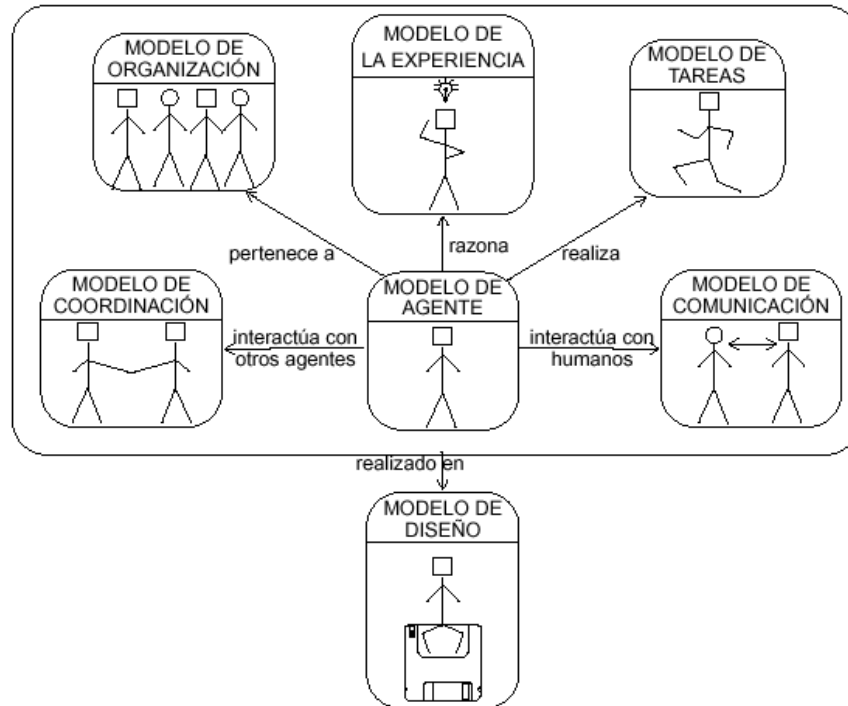 MODELO DE
ORGANIZACIÓN
MODELO DE
LA EXPERIENCIA
MODELO DE
TAREAS
pertenece a
razona
realiza
MODELO DE
COORDINACIÓN
interactúa con
otros agentes
MODELO DE
AGENTE
interactúa con
humanos
MODELO DE
COMUNICACIÓN
realizado en
MODELO DE
DISEÑO